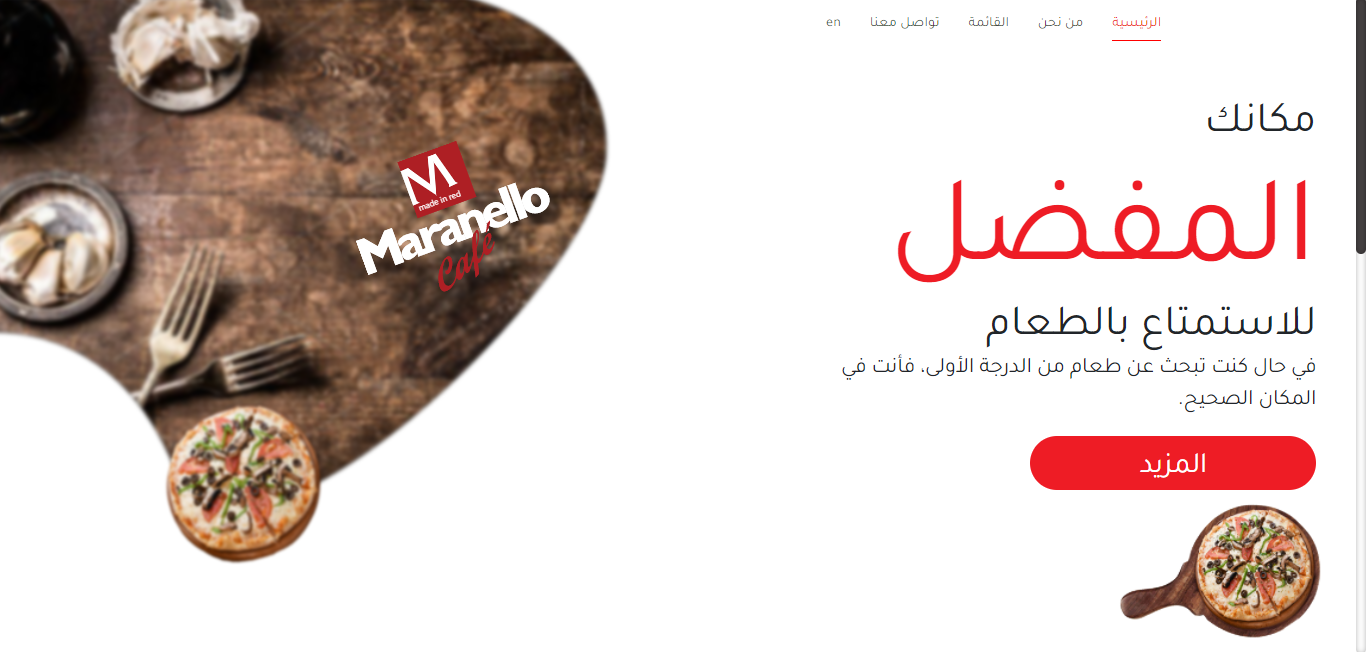 الرئيسية
من نحن
القائمة
تواصل معنا
en
مكانك
المفضل
للاستمتاع بالطعام
في حال كنت تبحث عن طعام من الدرجة الأولى، فأنت في
المكان الصحيح.
المزيد
M
made in red
Maranello
Café